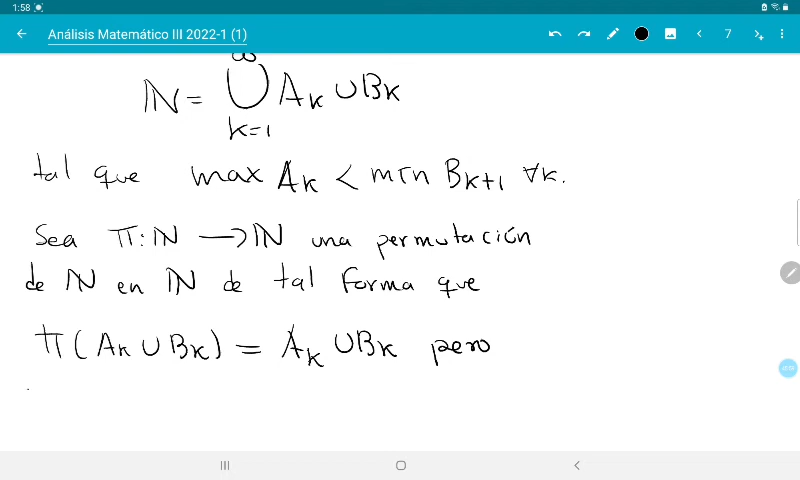 1:58
Análisis Matemático III 2022-1 (1)
7
∞
ℕ = ⋃ A_k ∪ B_k
k=1
tal que max A_k < min B_{k+1} ∀k.
Sea π: ℕ → ℕ una permutación
de ℕ en ℕ de tal forma que
π(A_k ∪ B_k) = A_k ∪ B_k pero